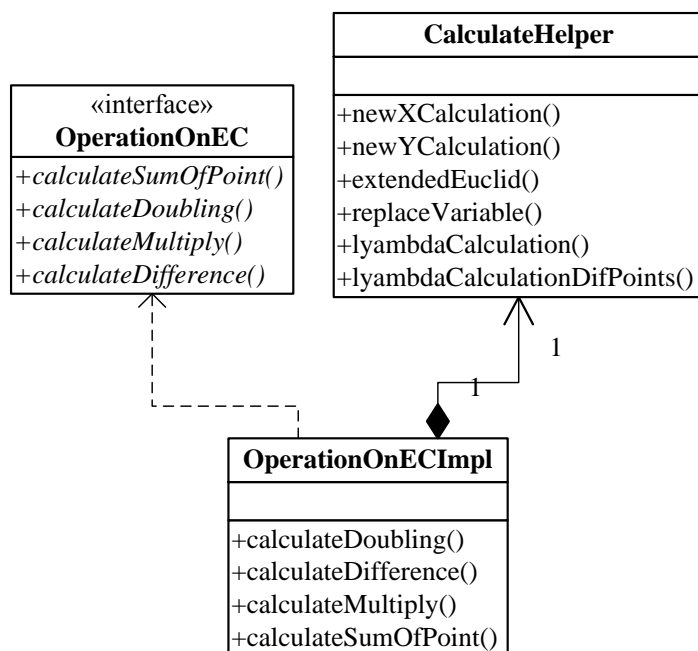 «interface»
OperationOnEC
+calculateSumOfPoint()
+calculateDoubling()
+calculateMultiply()
+calculateDifference()
CalculateHelper
+newXCalculation()
+newYCalculation()
+extendedEuclid()
+replaceVariable()
+lyambdaCalculation()
+lyambdaCalculationDifPoints()
1
1
OperationOnECImpl
+calculateDoubling()
+calculateDifference()
+calculateMultiply()
+calculateSumOfPoint()